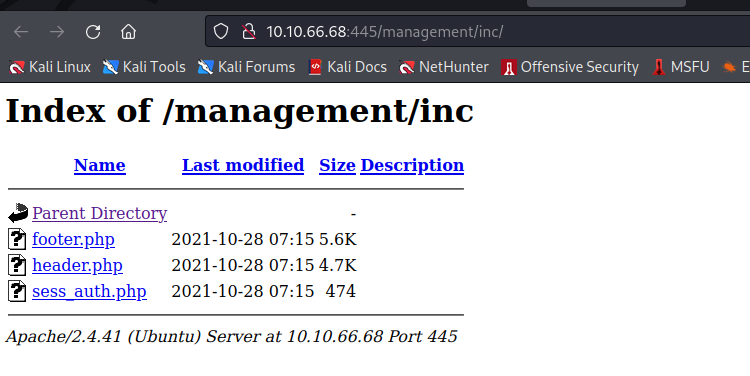 10.10.66.68:445/management/inc/
Kali Linux Kali Tools Kali Forums Kali Docs NetHunter Offensive Security MSFU E
Index of /management/inc
Name Last modified Size Description
Parent Directory -
footer.php 2021-10-28 07:15 5.6K
header.php 2021-10-28 07:15 4.7K
sess_auth.php 2021-10-28 07:15 474
Apache/2.4.41 (Ubuntu) Server at 10.10.66.68 Port 445